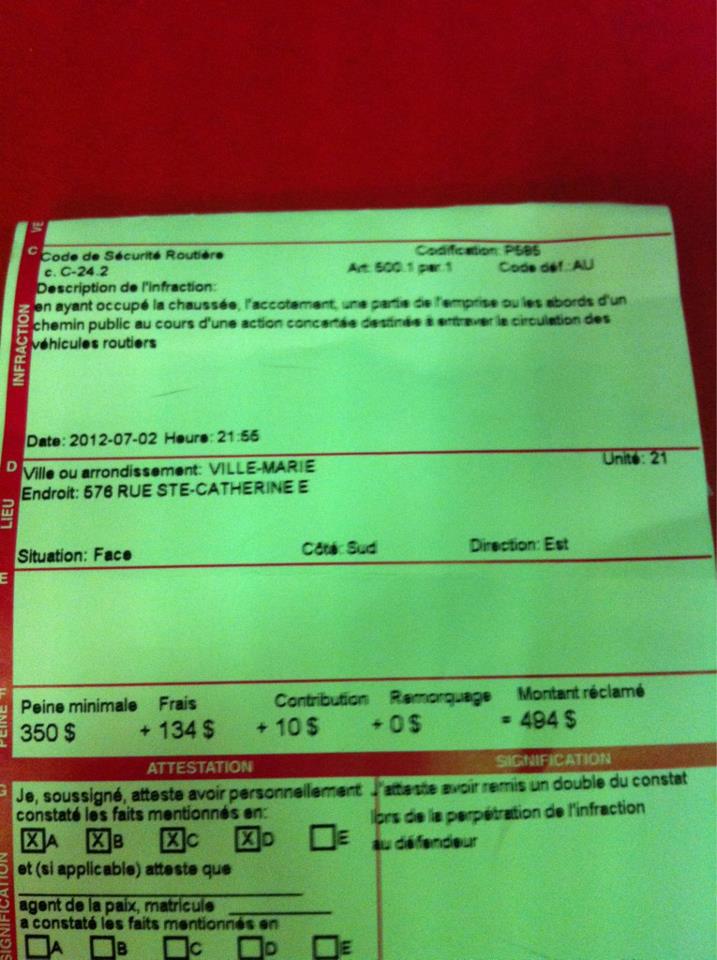 VE
C Code de Sécurité Routière Codification: P585
c. C-24.2 Art: 500.1 par.1 Code déf.:AU
Description de l'infraction:
en ayant occupé la chaussée, l'accotement, une partie de l'emprise ou les abords d'un
chemin public au cours d'une action concertée destinée à entraver la circulation des
véhicules routiers
INFRACTION
Date: 2012-07-02 Heure: 21:55
D Ville ou arrondissement: VILLE-MARIE Unité: 21
Endroit: 576 RUE STE-CATHERINE E
LIEU
Situation: Face Côté: Sud Direction: Est
E
F
PEINE
Peine minimale Frais Contribution Remorquage Montant réclamé
350 $ + 134 $ + 10 $ + 0 $ = 494 $
ATTESTATION SIGNIFICATION
G Je, soussigné, atteste avoir personnellement J'atteste avoir remis un double du constat
constaté les faits mentionnés en: lors de la perpétration de l'infraction
X A X B X C X D E au défendeur
et (si applicable) atteste que
agent de la paix, matricule
a constaté les faits mentionnés en
A B C D E
SIGNIFICATION